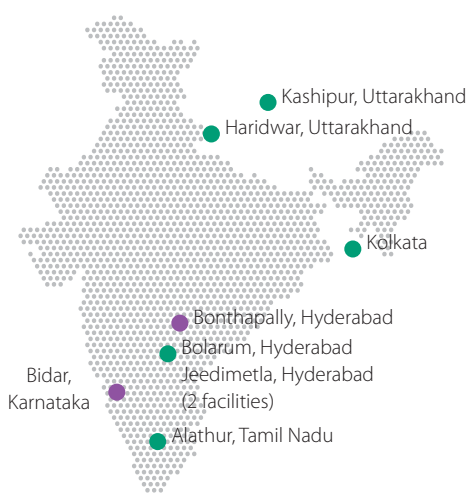 Kashipur, Uttarakhand
Haridwar, Uttarakhand
Kolkata
Bonthapally, Hyderabad
Bolarum, Hyderabad
Jeedimetla, Hyderabad
(2 facilities)
Bidar,
Karnataka
Alathur, Tamil Nadu